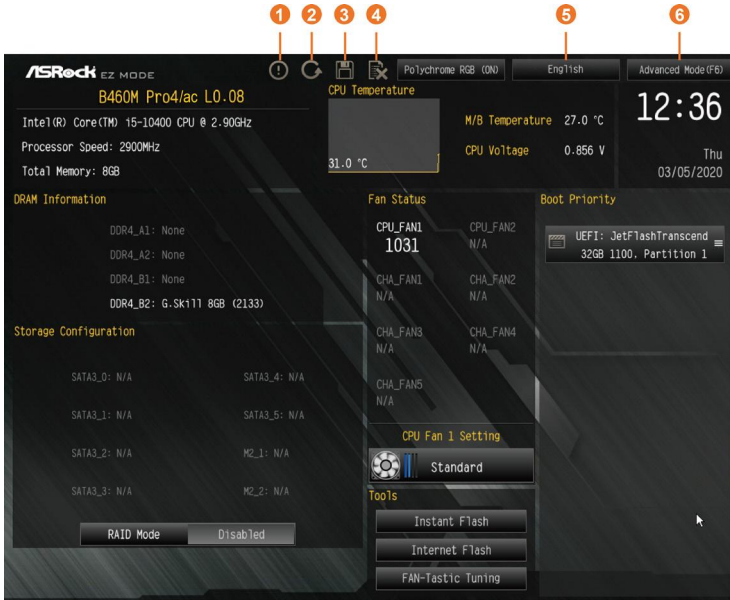 1 2 3 4 5 6
ASRock EZ MODE
Polychrome RGB (ON)
English
Advanced Mode(F6)
B460M Pro4/ac L0.08
Intel(R) Core(TM) i5-10400 CPU @ 2.90GHz
Processor Speed: 2900MHz
Total Memory: 8GB
CPU Temperature
31.0 °C
M/B Temperature 27.0 °C
CPU Voltage 0.856 V
12:36
Thu
03/05/2020
DRAM Information
DDR4_A1: None
DDR4_A2: None
DDR4_B1: None
DDR4_B2: G.Skill 8GB (2133)
Storage Configuration
SATA3_0: N/A SATA3_4: N/A
SATA3_1: N/A SATA3_5: N/A
SATA3_2: N/A M2_1: N/A
SATA3_3: N/A M2_2: N/A
RAID Mode Disabled
Fan Status
CPU_FAN1 CPU_FAN2
1031 N/A
CHA_FAN1 CHA_FAN2
N/A N/A
CHA_FAN3 CHA_FAN4
N/A N/A
CHA_FAN5
N/A
CPU Fan 1 Setting
Standard
Tools
Instant Flash
Internet Flash
FAN-Tastic Tuning
Boot Priority
UEFI: JetFlashTranscend
32GB 1100, Partition 1